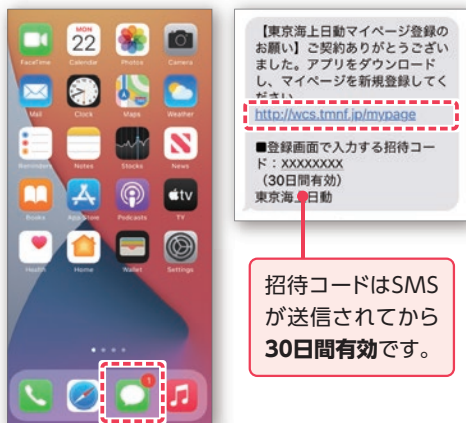 MON
22
FaceTime
Calendar
Photos
Camera
Mail
Clock
Maps
Weather
Reminders
Notes
Stocks
News
tv
Books
App Store
Podcasts
TV
Health
Home
Wallet
Settings
1
【東京海上日動マイページ登録の
お願い】ご契約ありがとうござい
ました。アプリをダウンロード
し、マイページを新規登録してく
ださい
http://wcs.tmnf.jp/mypage
■登録画面で入力する招待コー
ド：XXXXXXXX
（30日間有効）
東京海上日動
招待コードはSMS
が送信されてから
30日間有効です。